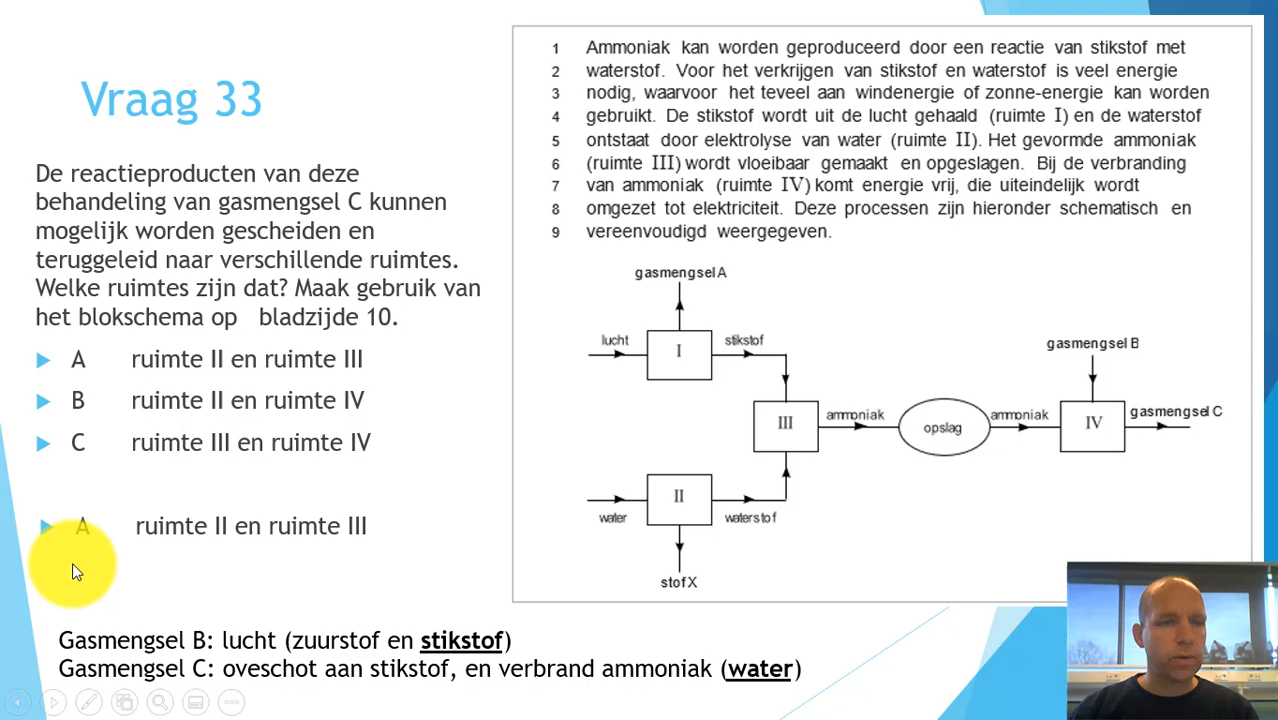 Vraag 33
De reactieproducten van deze
behandeling van gasmengsel C kunnen
mogelijk worden gescheiden en
teruggeleid naar verschillende ruimtes.
Welke ruimtes zijn dat? Maak gebruik van
het blokschema op bladzijde 10.
A ruimte II en ruimte III
B ruimte II en ruimte IV
C ruimte III en ruimte IV
A ruimte II en ruimte III
Gasmengsel B: lucht (zuurstof en stikstof)
Gasmengsel C: oveschot aan stikstof, en verbrand ammoniak (water)
1 Ammoniak kan worden geproduceerd door een reactie van stikstof met
2 waterstof. Voor het verkrijgen van stikstof en waterstof is veel energie
3 nodig, waarvoor het teveel aan windenergie of zonne-energie kan worden
4 gebruikt. De stikstof wordt uit de lucht gehaald (ruimte I) en de waterstof
5 ontstaat door elektrolyse van water (ruimte II). Het gevormde ammoniak
6 (ruimte III) wordt vloeibaar gemaakt en opgeslagen. Bij de verbranding
7 van ammoniak (ruimte IV) komt energie vrij, die uiteindelijk wordt
8 omgezet tot elektriciteit. Deze processen zijn hieronder schematisch en
9 vereenvoudigd weergegeven.
gasmengsel A
lucht
I
stikstof
gasmengsel B
III
ammoniak
opslag
ammoniak
IV
gasmengsel C
water
II
waterstof
stof X